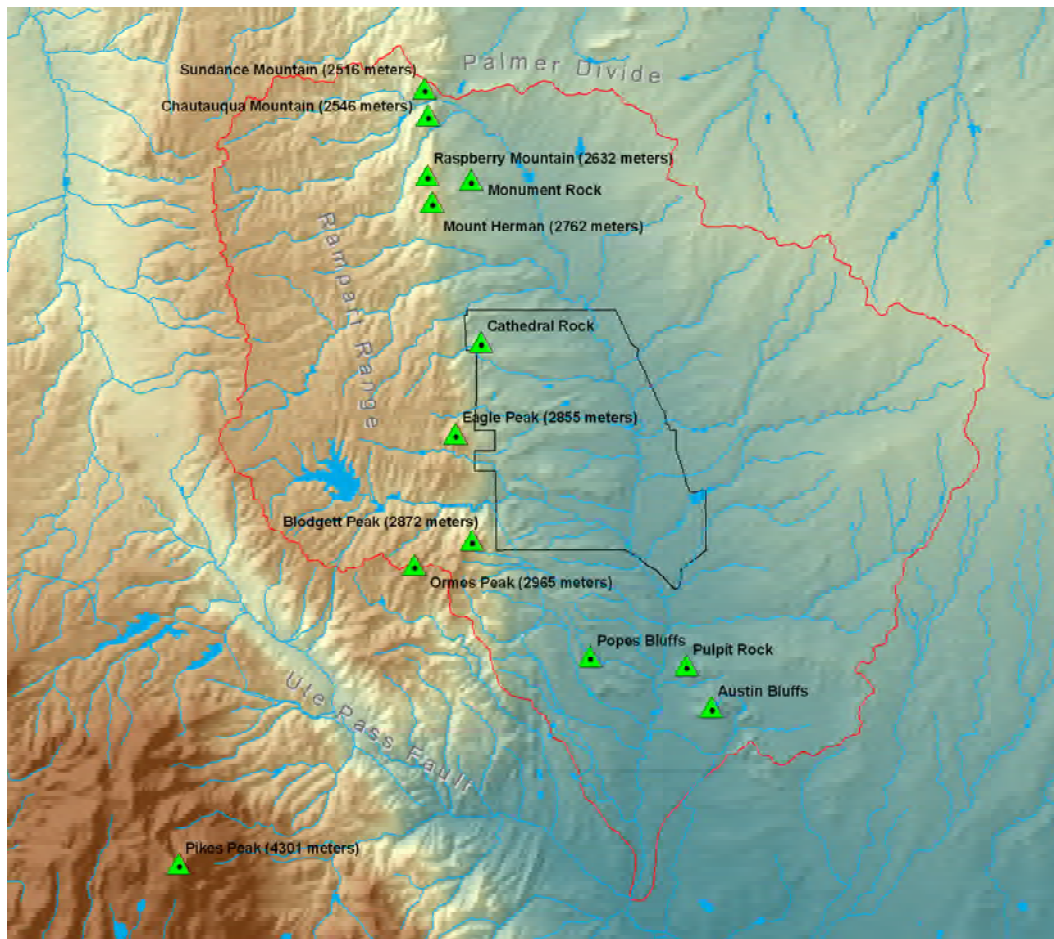 Palmer Divide
Sundance Mountain (2516 meters)
Chautauqua Mountain (2546 meters)
Raspberry Mountain (2632 meters)
Monument Rock
Mount Herman (2762 meters)
Rampart Range
Cathedral Rock
Eagle Peak (2855 meters)
Blodgett Peak (2872 meters)
Ormes Peak (2965 meters)
Popes Bluffs
Pulpit Rock
Austin Bluffs
Ute Pass Fault
Pikes Peak (4301 meters)